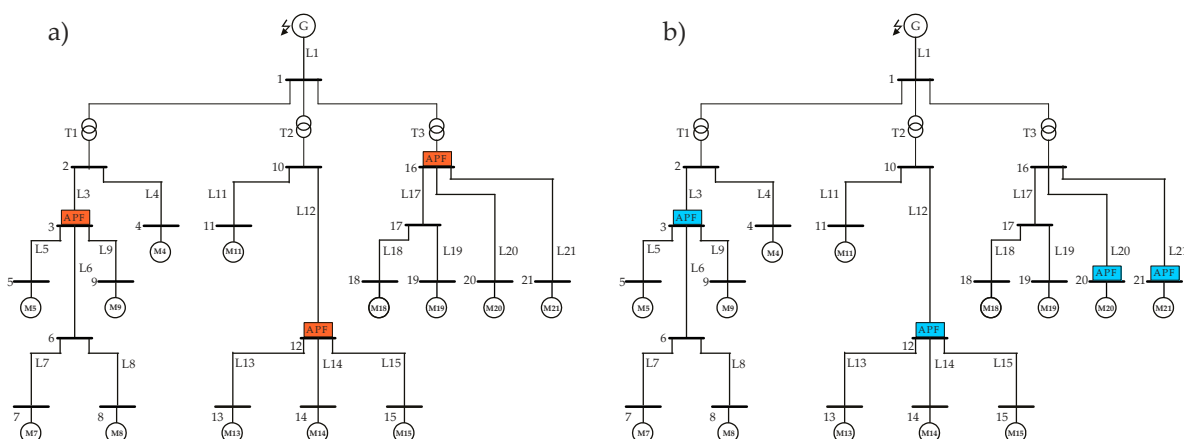 a)
G
L1
1
T1
T2
T3
APF
2
10
16
L3
L4
L11
L17
L12
APF
3
4
11
17
L5
L9
M4
M11
L18
L19
L20
L21
L6
5
9
18
19
20
21
M5
M9
M18
M19
M20
M21
APF
6
12
L7
L8
L13
L14
L15
7
8
13
14
15
M7
M8
M13
M14
M15
b)
G
L1
1
T1
T2
T3
2
10
16
L3
L4
L11
L17
L12
APF
3
4
11
17
L5
L9
M4
M11
L18
L19
L20
L21
L6
APF
APF
5
9
18
19
20
21
M5
M9
M18
M19
M20
M21
APF
6
12
L7
L8
L13
L14
L15
7
8
13
14
15
M7
M8
M13
M14
M15